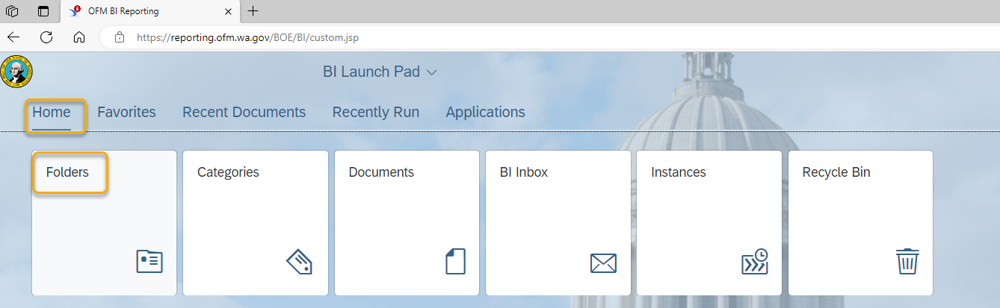 OFM BI Reporting
https://reporting.ofm.wa.gov/BOE/BI/custom.jsp
BI Launch Pad
Home Favorites Recent Documents Recently Run Applications
Folders Categories Documents BI Inbox Instances Recycle Bin